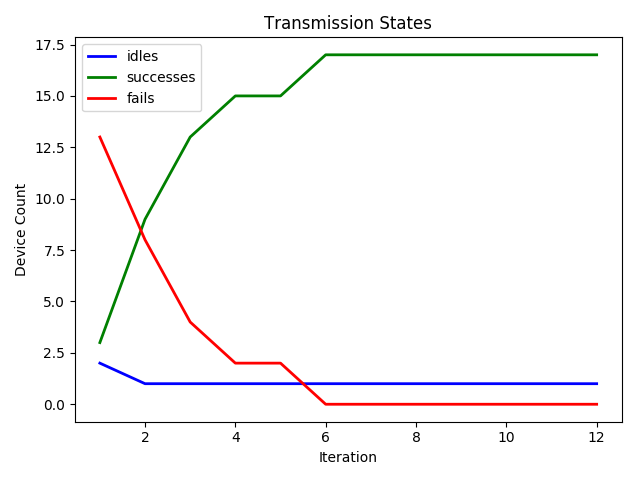 Transmission States
17.5
15.0
12.5
10.0
7.5
5.0
2.5
0.0
Device Count
idles
successes
fails
2
4
6
8
10
12
Iteration